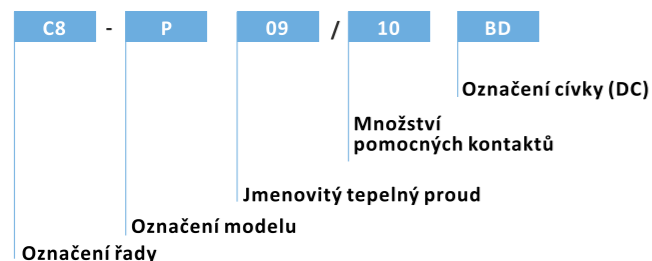 C8 - P 09 / 10 BD
Označení cívky (DC)
Množství
pomocných kontaktů
Jmenovitý tepelný proud
Označení modelu
Označení řady